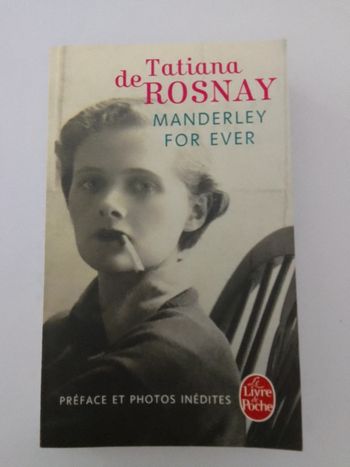 Tatiana
de ROSNAY
MANDERLEY
FOR EVER
PRÉFACE ET PHOTOS INÉDITES
Le
Livre
de
Poche